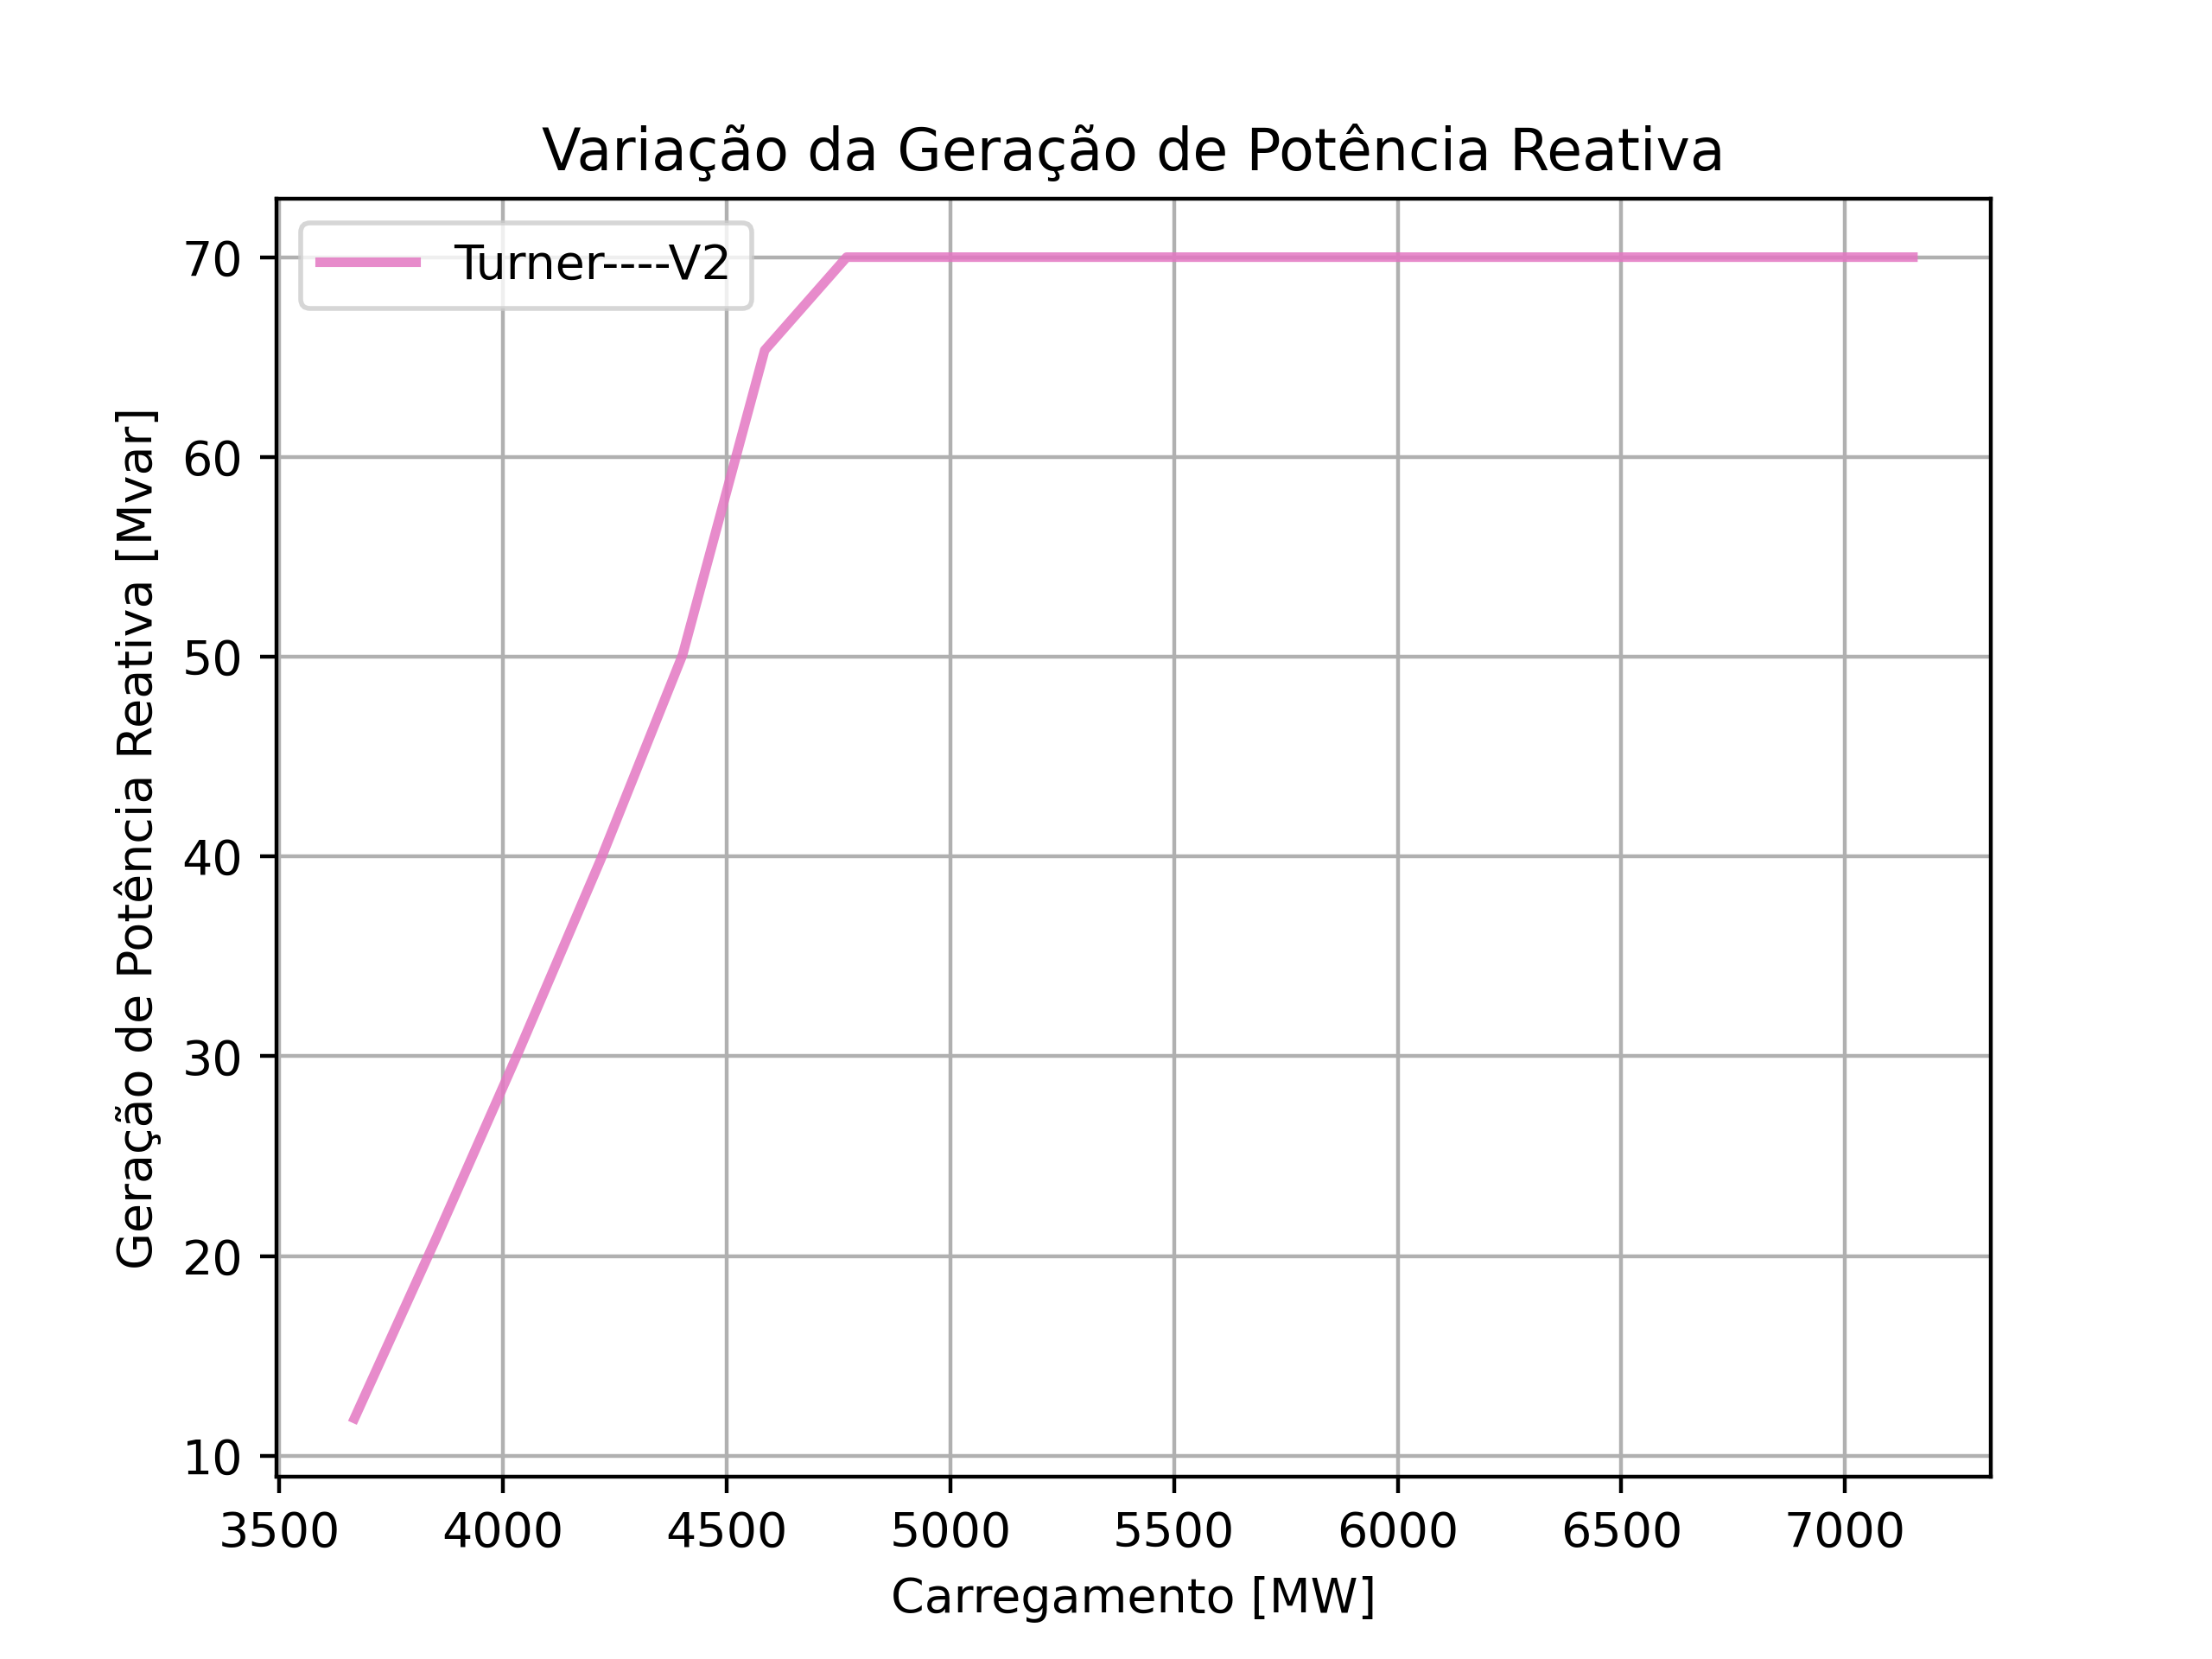 Variação da Geração de Potência Reativa
Turner----V2
Geração de Potência Reativa [Mvar]
70
60
50
40
30
20
10
3500 4000 4500 5000 5500 6000 6500 7000
Carregamento [MW]